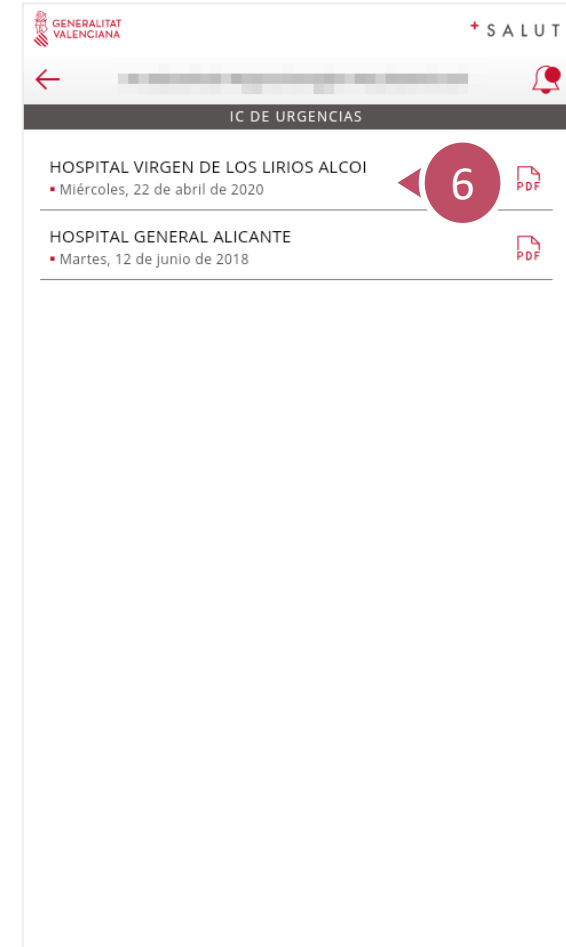 GENERALITAT
VALENCIANA
+SALUT
IC DE URGENCIAS
HOSPITAL VIRGEN DE LOS LIRIOS ALCOI
▪ Miércoles, 22 de abril de 2020
6
PDF
HOSPITAL GENERAL ALICANTE
▪ Martes, 12 de junio de 2018
PDF